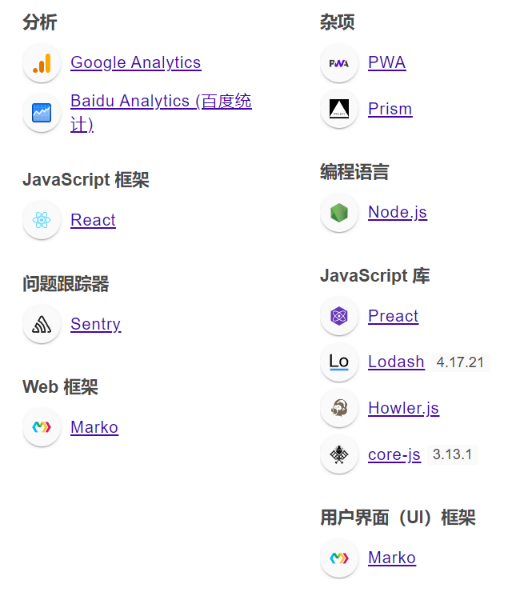 分析
Google Analytics
Baidu Analytics (百度统
计)
JavaScript 框架
React
问题跟踪器
Sentry
Web 框架
Marko
杂项
PWA
PWA
Prism
编程语言
Node.js
JavaScript 库
Preact
Lo
Lodash 4.17.21
Howler.js
core-js 3.13.1
用户界面（UI）框架
Marko